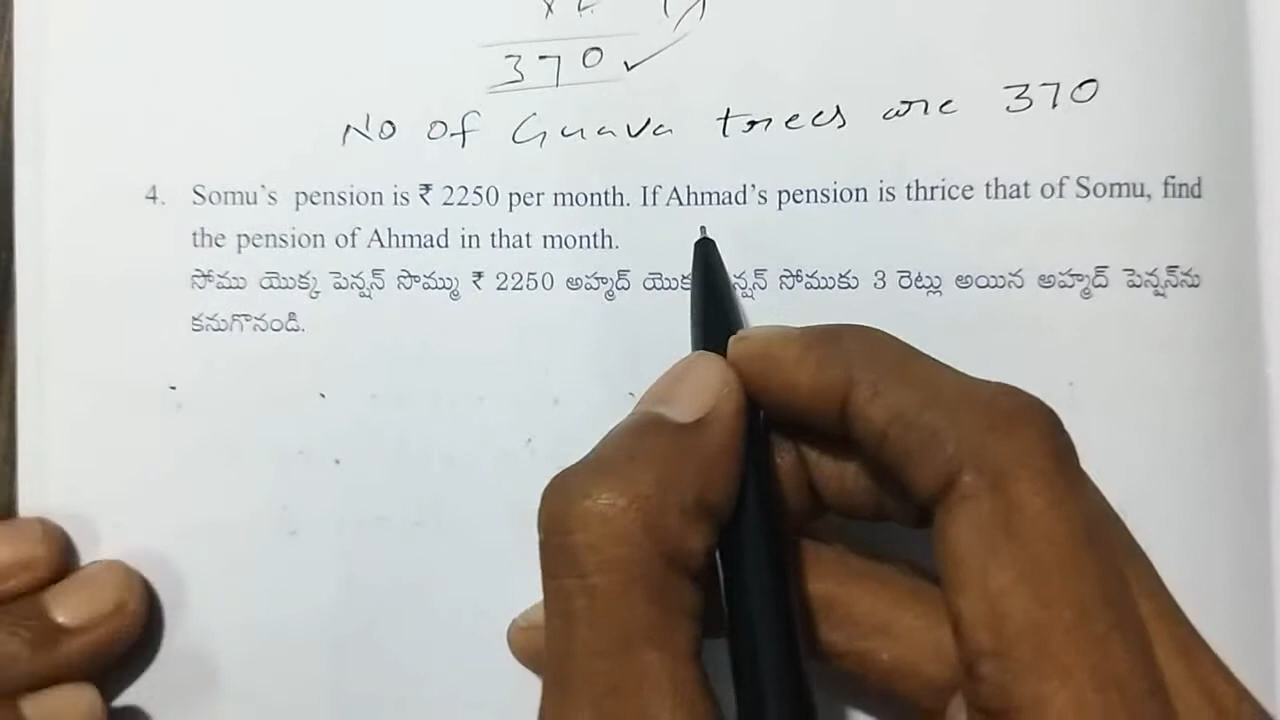 370 ✓
No of Guava trees are 370
4. Somu's pension is ₹ 2250 per month. If Ahmad's pension is thrice that of Somu, find
the pension of Ahmad in that month.
సోము యొక్క పెన్షన్ సొమ్ము ₹ 2250 అహ్మద్ యొక్క పెన్షన్ సోముకు 3 రెట్లు అయిన అహ్మద్ పెన్షన్‌ను
కనుగొనండి.